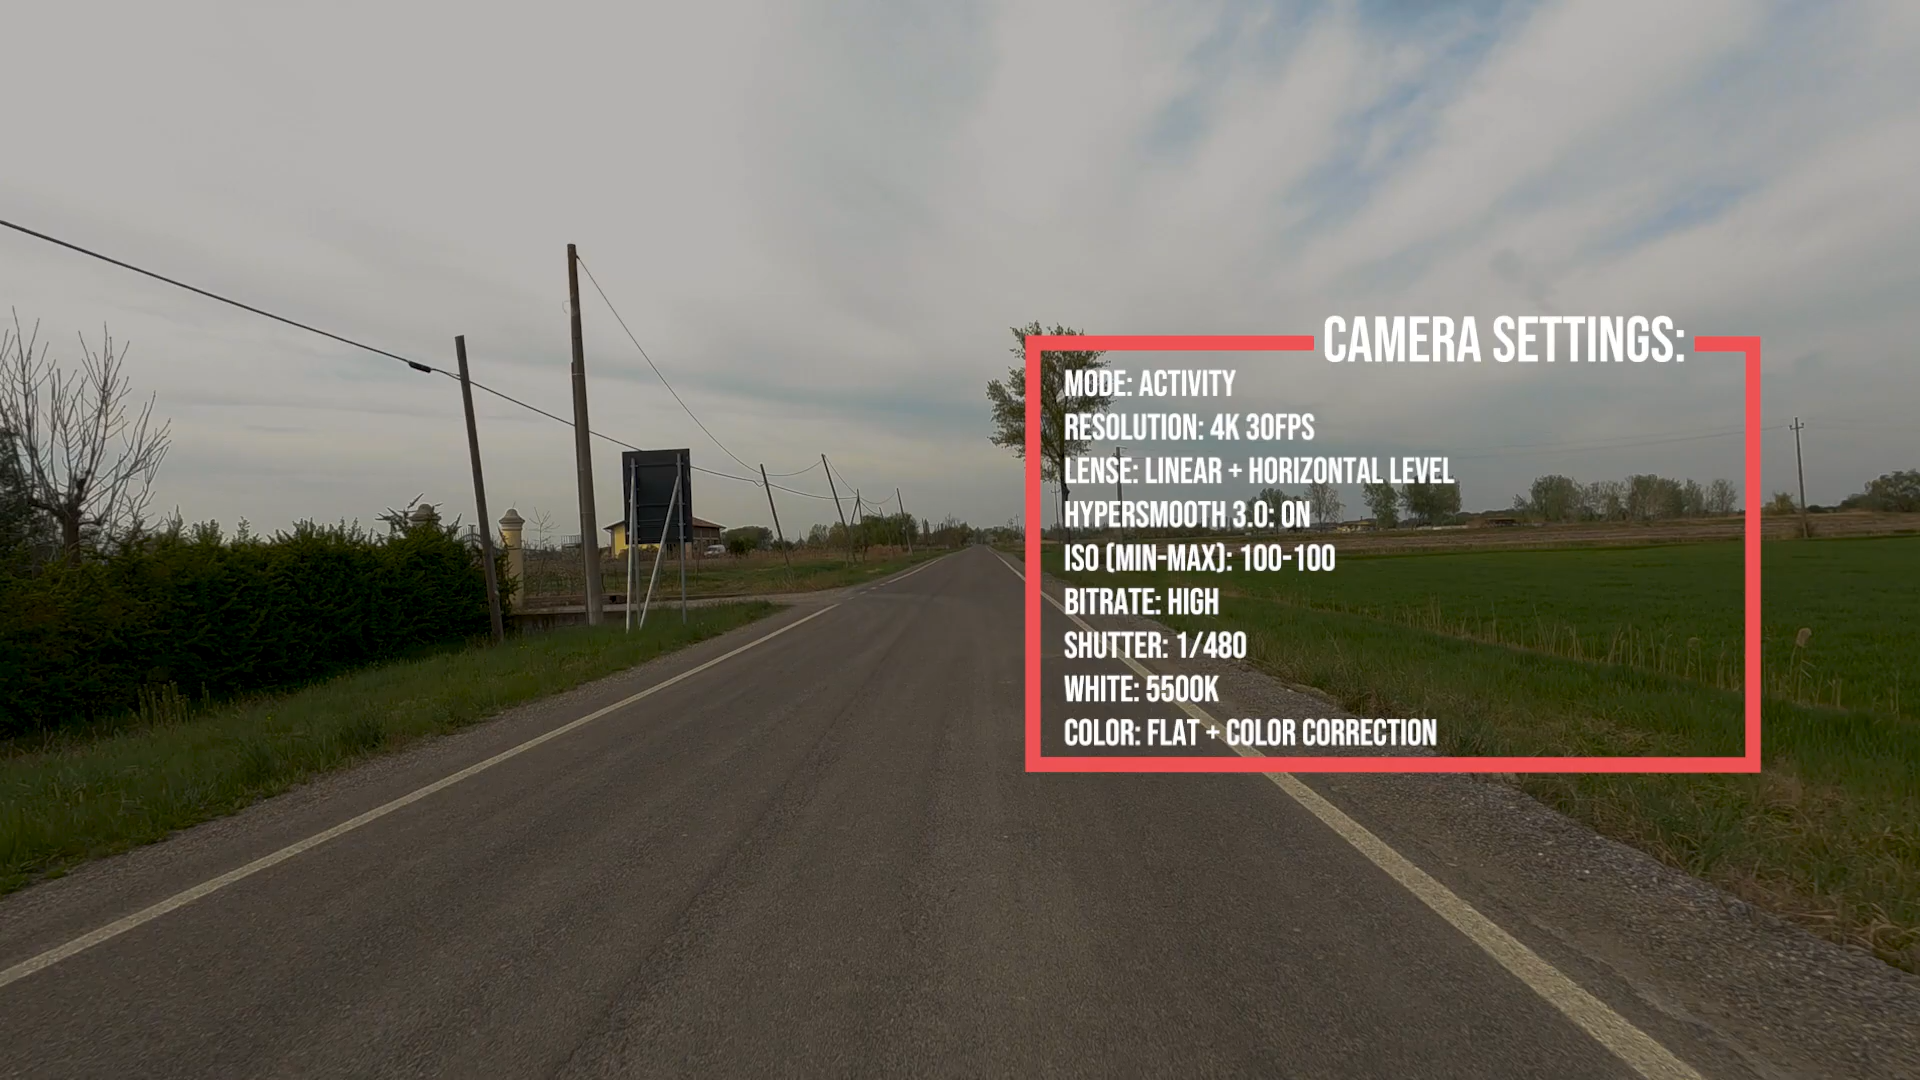 CAMERA SETTINGS:
MODE: ACTIVITY
RESOLUTION: 4K 30FPS
LENSE: LINEAR + HORIZONTAL LEVEL
HYPERSMOOTH 3.0: ON
ISO (MIN-MAX): 100-100
BITRATE: HIGH
SHUTTER: 1/480
WHITE: 5500K
COLOR: FLAT + COLOR CORRECTION